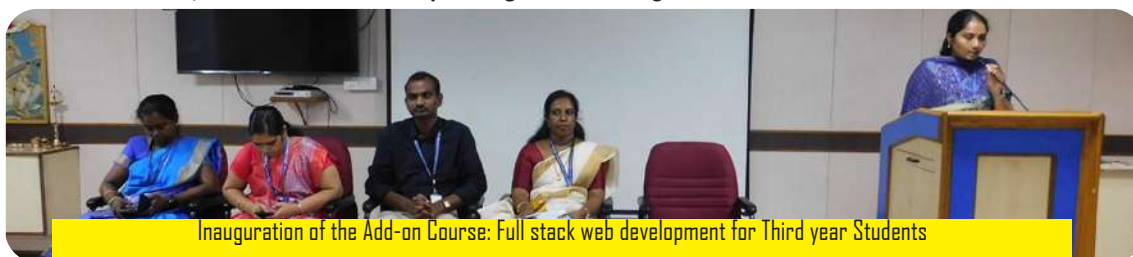 Inauguration of the Add-on Course: Full stack web development for Third year Students